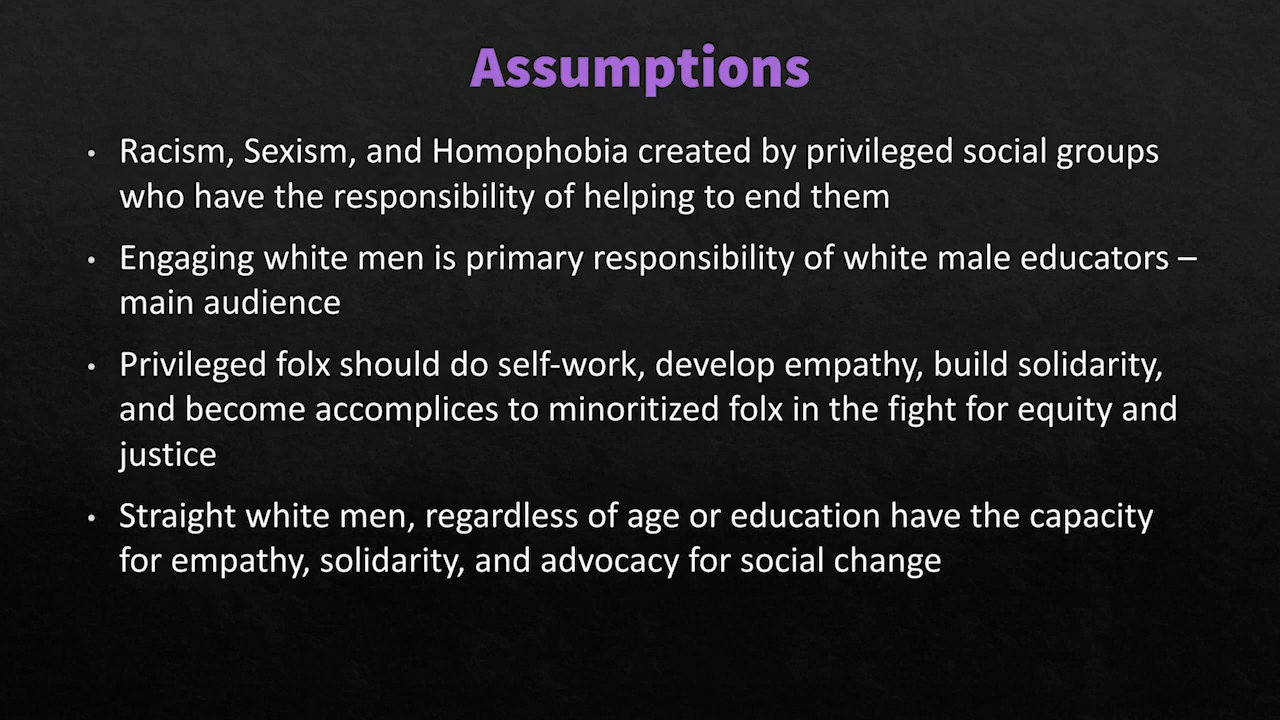 Assumptions
• Racism, Sexism, and Homophobia created by privileged social groups
who have the responsibility of helping to end them
• Engaging white men is primary responsibility of white male educators –
main audience
• Privileged folx should do self-work, develop empathy, build solidarity,
and become accomplices to minoritized folx in the fight for equity and
justice
• Straight white men, regardless of age or education have the capacity
for empathy, solidarity, and advocacy for social change